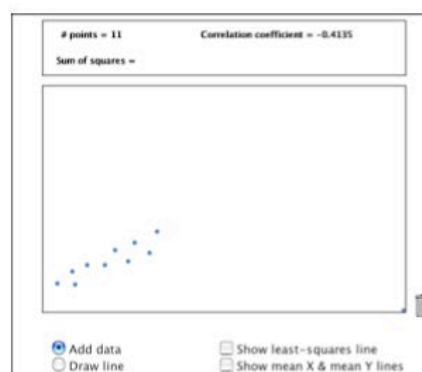 # points = 11 Correlation coefficient = -0.4135
Sum of squares =
Add data Show least-squares line
Draw line Show mean X & mean Y lines